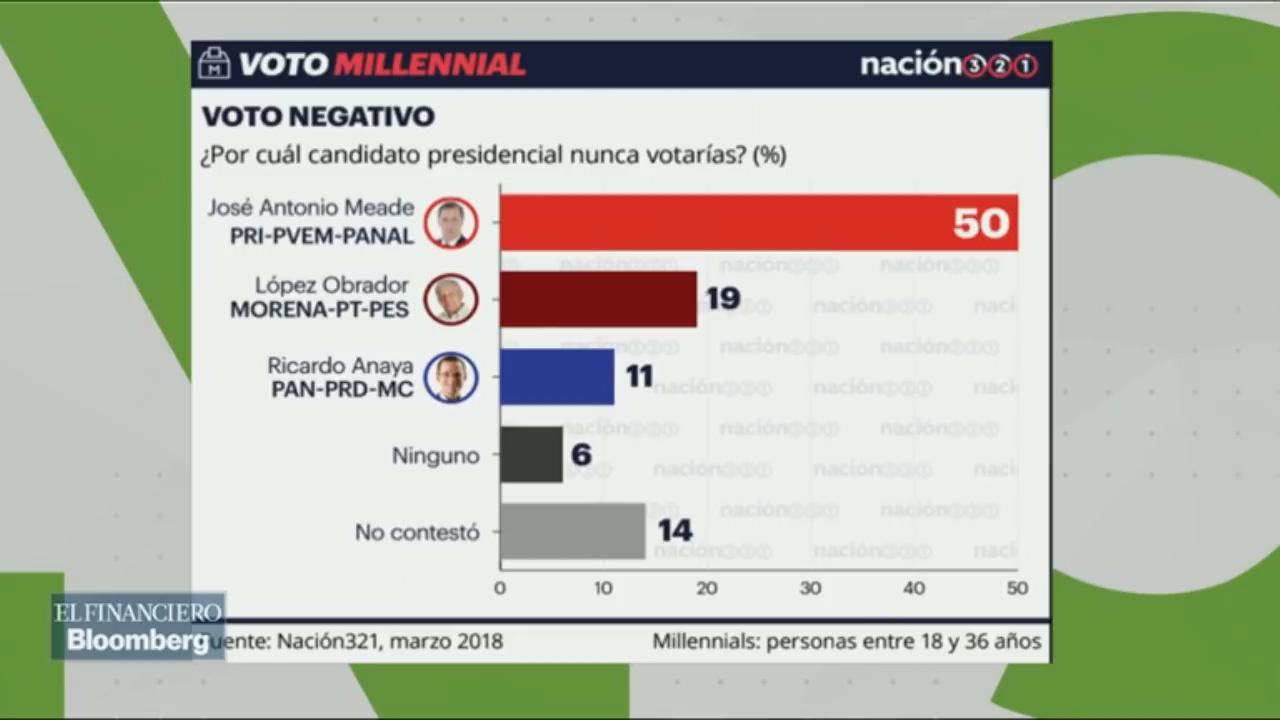 M VOTO MILLENNIAL
nación321
VOTO NEGATIVO
¿Por cuál candidato presidencial nunca votarías? (%)
José Antonio Meade
PRI-PVEM-PANAL
50
López Obrador
MORENA-PT-PES
19
Ricardo Anaya
PAN-PRD-MC
11
Ninguno
6
No contestó
14
0 10 20 30 40 50
EL FINANCIERO
Bloomberg
uente: Nación321, marzo 2018
Millennials: personas entre 18 y 36 años